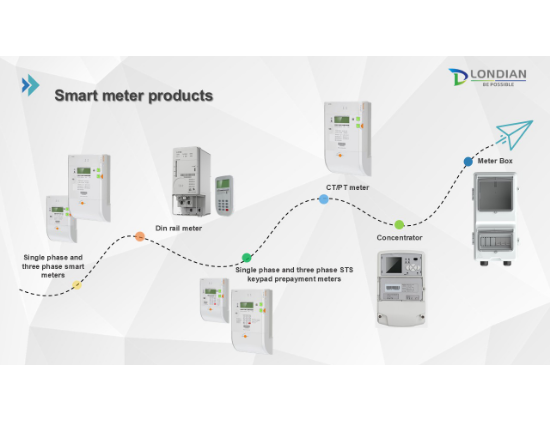 LONDIAN
BE POSSIBLE
Smart meter products
Meter Box
CT/PT meter
Din rail meter
Concentrator
Single phase and
three phase smart
meters
Single phase and three phase STS
keypad prepayment meters